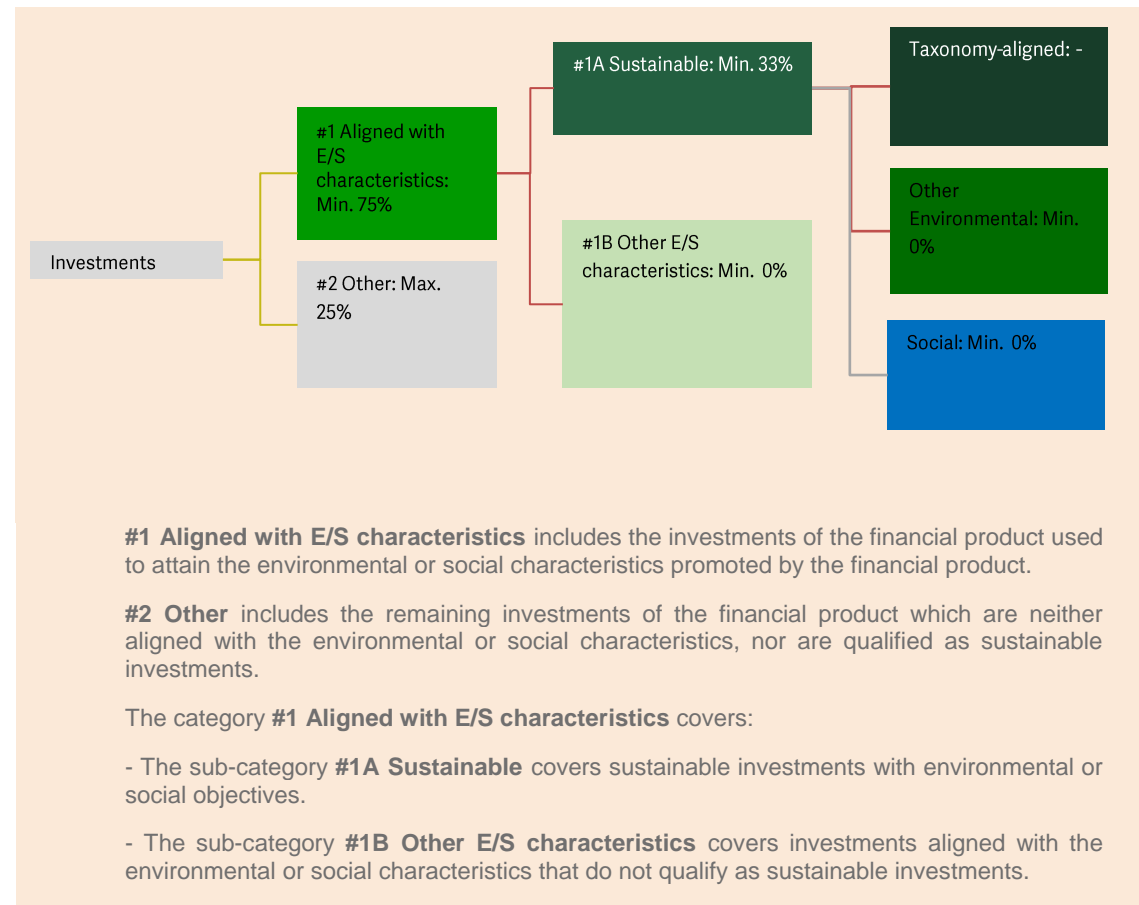 Investments
#1 Aligned with
E/S
characteristics:
Min. 75%
#2 Other: Max.
25%
#1A Sustainable: Min. 33%
#1B Other E/S
characteristics: Min. 0%
Taxonomy-aligned: -
Other
Environmental: Min.
0%
Social: Min. 0%
#1 Aligned with E/S characteristics includes the investments of the financial product used
to attain the environmental or social characteristics promoted by the financial product.
#2 Other includes the remaining investments of the financial product which are neither
aligned with the environmental or social characteristics, nor are qualified as sustainable
investments.
The category #1 Aligned with E/S characteristics covers:
- The sub-category #1A Sustainable covers sustainable investments with environmental or
social objectives.
- The sub-category #1B Other E/S characteristics covers investments aligned with the
environmental or social characteristics that do not qualify as sustainable investments.